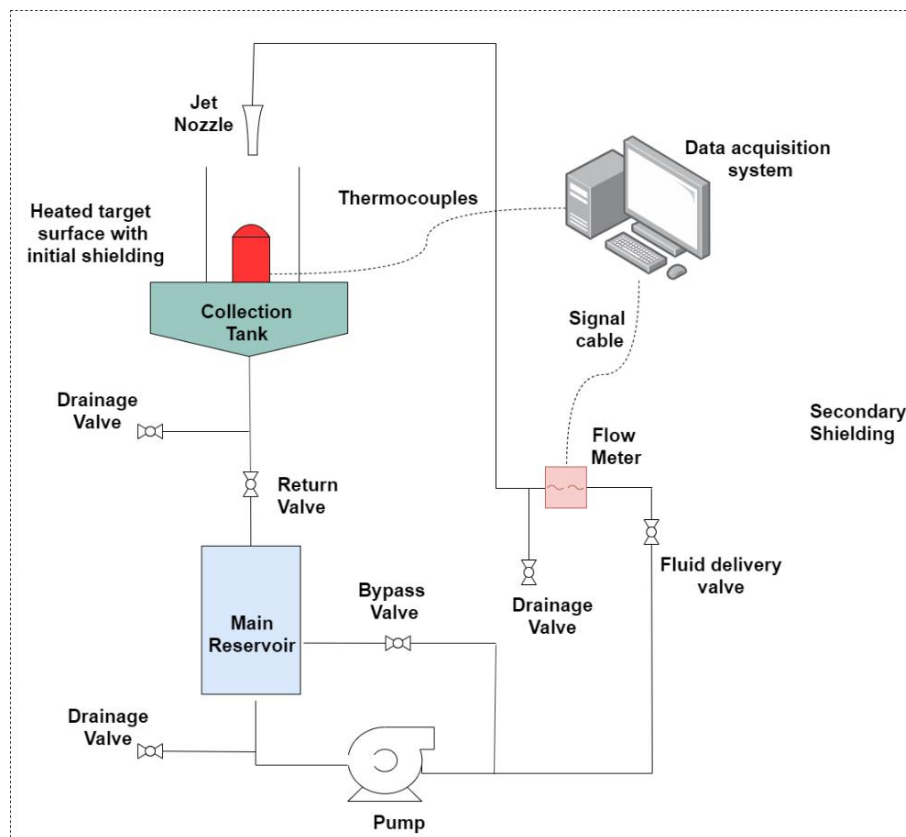 Jet
Nozzle
Data acquisition
system
Thermocouples
Heated target
surface with
initial shielding
Collection
Tank
Signal
cable
Drainage
Valve
Secondary
Shielding
Flow
Meter
Return
Valve
Fluid delivery
valve
Bypass
Valve
Drainage
Valve
Main
Reservoir
Drainage
Valve
Pump